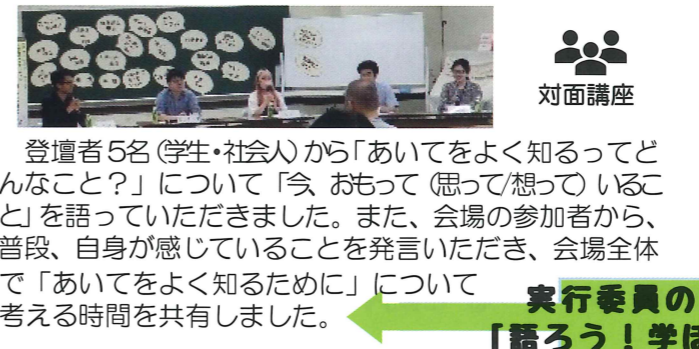 対面講座
登壇者5名(学生・社会人)から「あいてをよく知るってど
んなこと?」について「今、おもって(思って/想って)いるこ
と」を語っていただきました。また、会場の参加者から、
普段、自身が感じていることを発言いただき、会場全体
で「あいてをよく知るために」について
考える時間を共有しました。
実行委員の
「語ろう!学ぼ